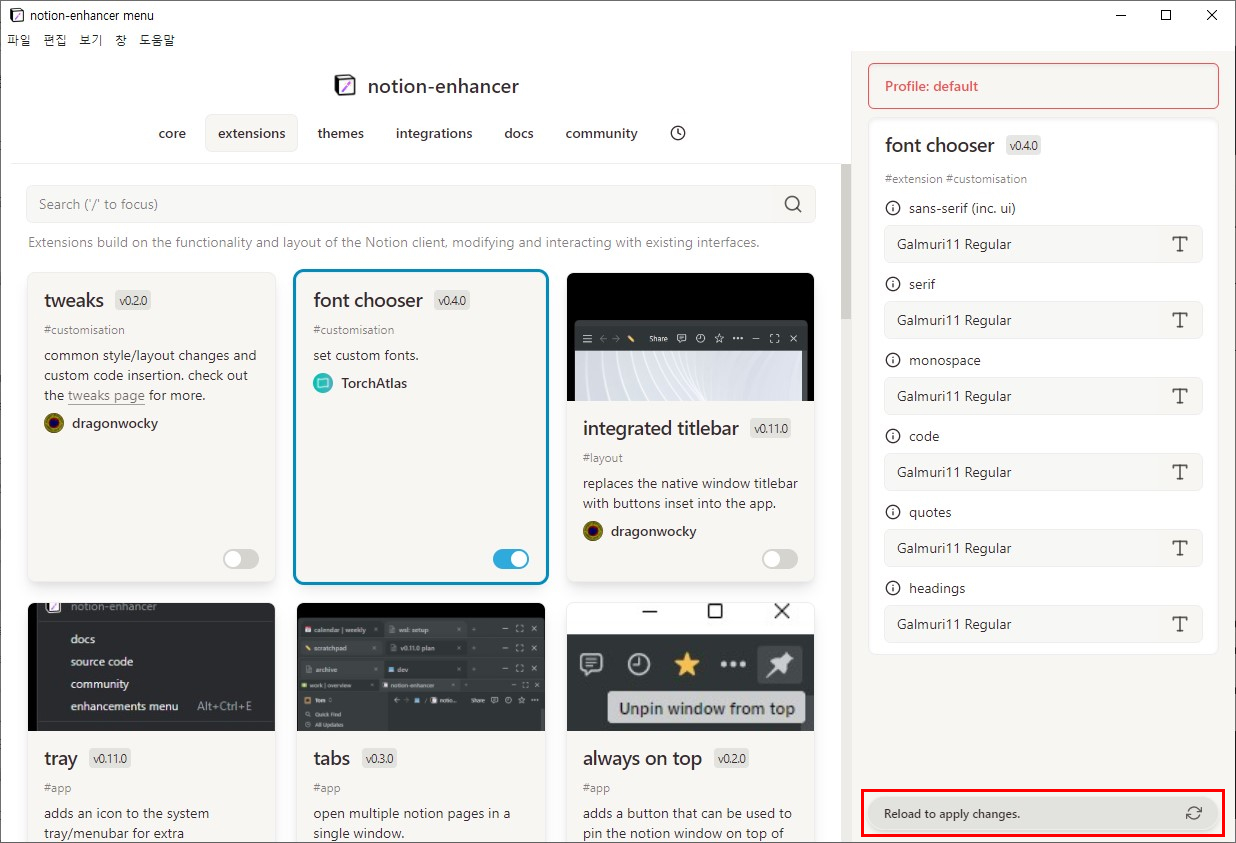 notion-enhancer menu
파일 편집 보기 창 도움말
notion-enhancer
core extensions themes integrations docs community
Search ('/' to focus)
Extensions build on the functionality and layout of the Notion client, modifying and interacting with existing interfaces.
tweaks v0.2.0
#customisation
common style/layout changes and
custom code insertion. check out
the tweaks page for more.
dragonwocky
font chooser v0.4.0
#customisation
set custom fonts.
TorchAtlas
Share
integrated titlebar v0.11.0
#layout
replaces the native window titlebar
with buttons inset into the app.
dragonwocky
notion-enhancer
docs
source code
community
enhancements menu Alt+Ctrl+E
tray v0.11.0
#app
adds an icon to the system
tray/menubar for extra
calendar | weekly wsl: setup
scratchpad v0.11.0 plan
archive dev
work | overview notion-enhancer
notio... Share
Quick Find
All Updates
tabs v0.3.0
#app
open multiple notion pages in a
single window.
Unpin window from top
always on top v0.2.0
#app
adds a button that can be used to
pin the notion window on top of
Profile: default
font chooser v0.4.0
#extension #customisation
sans-serif (inc. ui)
Galmuri11 Regular
serif
Galmuri11 Regular
monospace
Galmuri11 Regular
code
Galmuri11 Regular
quotes
Galmuri11 Regular
headings
Galmuri11 Regular
Reload to apply changes.